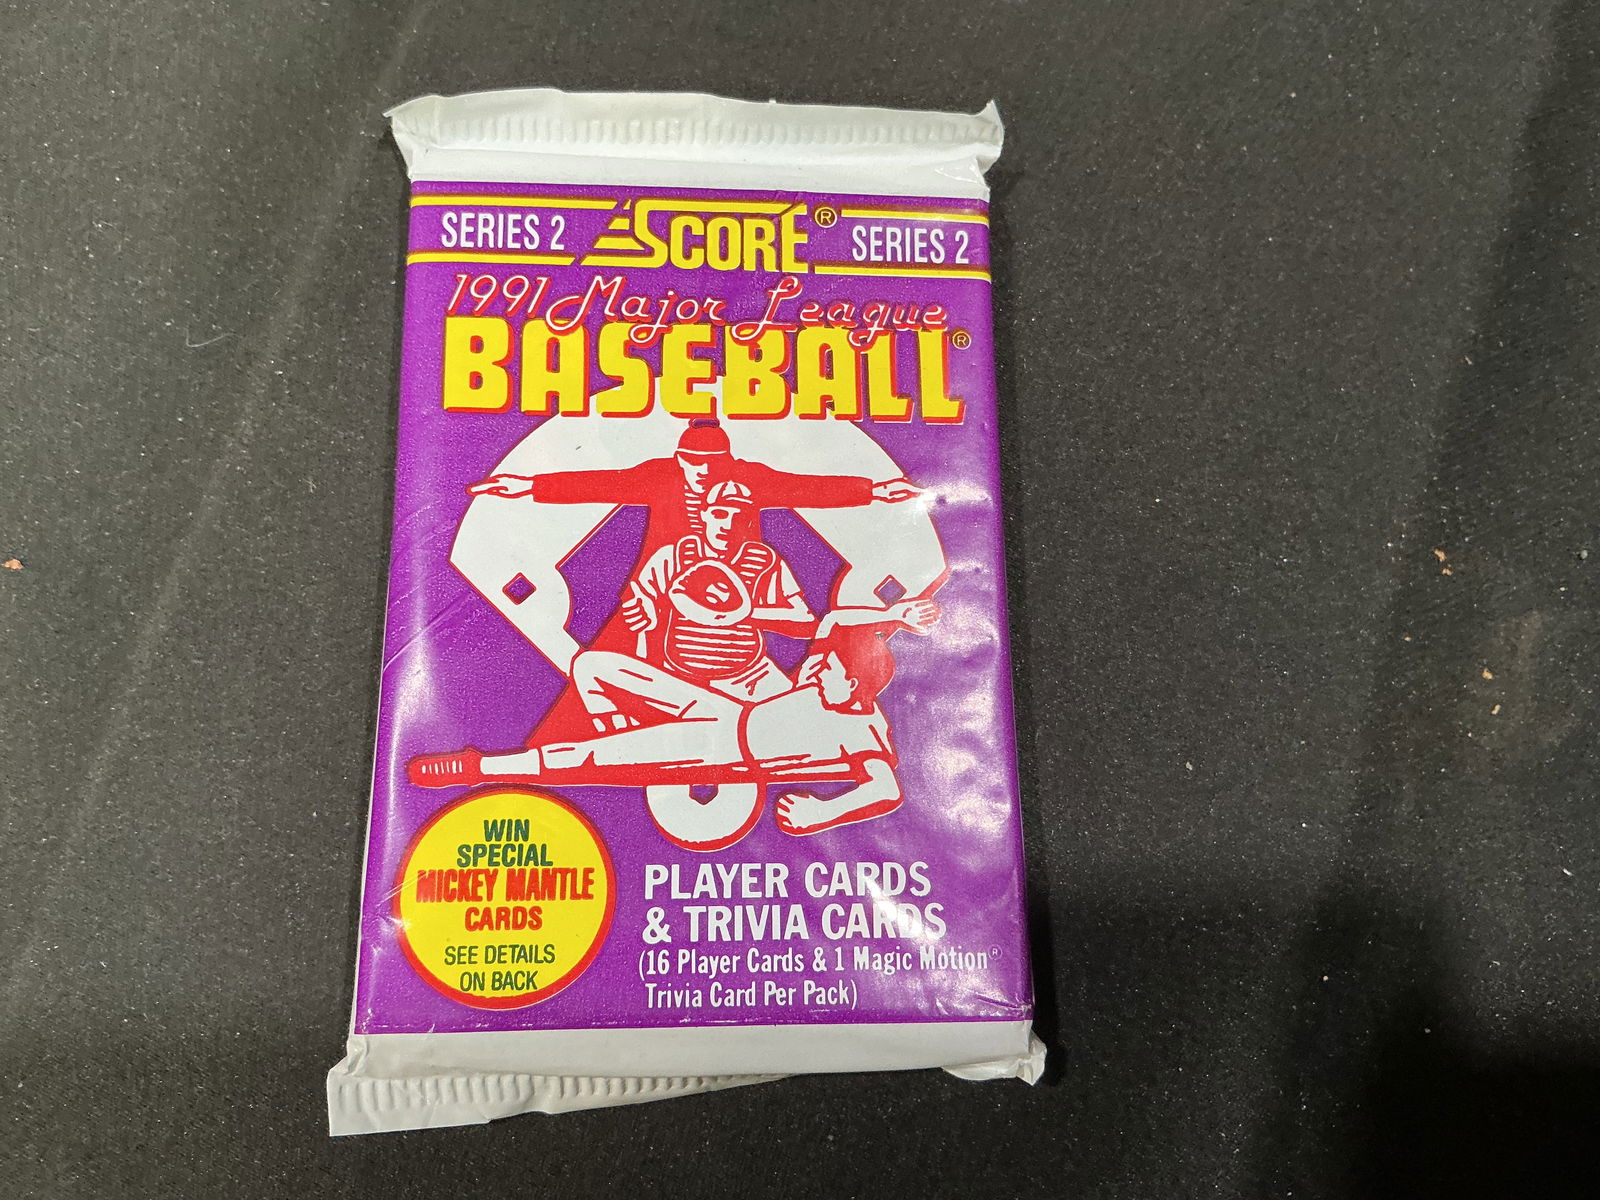 SERIES 2 SCORE® SERIES 2
1991 Major League
BASEBALL®
WIN
SPECIAL
MICKEY MANTLE
CARDS
SEE DETAILS
ON BACK
PLAYER CARDS
& TRIVIA CARDS
(16 Player Cards & 1 Magic Motion®
Trivia Card Per Pack)